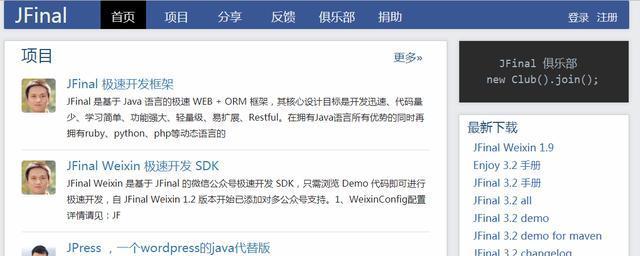 JFinal 首页 项目 分享 反馈 俱乐部 捐助 登录 注册
项目 更多»
JFinal 极速开发框架
JFinal 是基于 Java 语言的极速 WEB + ORM 框架，其核心设计目标是开发迅速、代码量
少、学习简单、功能强大、轻量级、易扩展、Restful。在拥有Java语言所有优势的同时再
拥有ruby、python、php等动态语言的
JFinal Weixin 极速开发 SDK
JFinal Weixin 是基于 JFinal 的微信公众号极速开发 SDK，只需浏览 Demo 代码即可进行
极速开发，自 JFinal Weixin 1.2 版本开始已添加对多公众号支持。1、WeixinConfig配置
详情请见：JF
JPress ，一个wordpress的java代替版
JFinal 俱乐部
new Club().join();
最新下载
JFinal Weixin 1.9
Enjoy 3.2 手册
JFinal 3.2 手册
JFinal 3.2 all
JFinal 3.2 demo
JFinal 3.2 demo for maven
JFinal 3.2 changelog